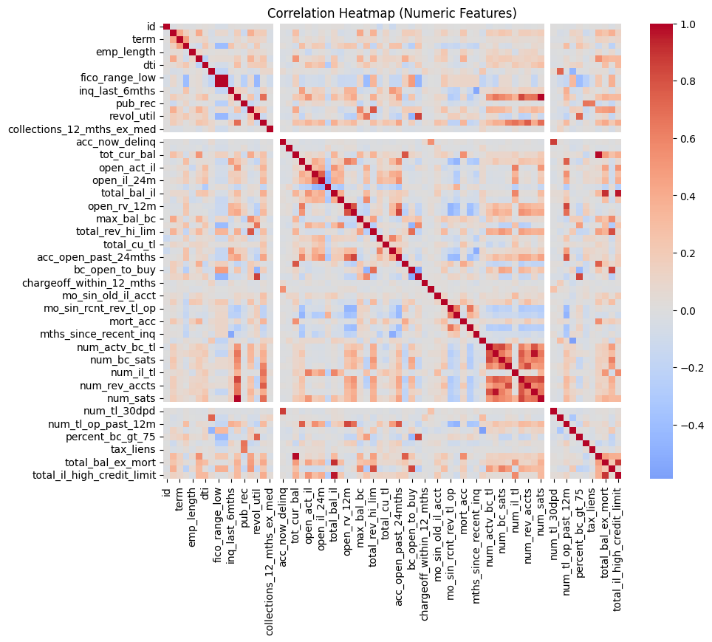 Correlation Heatmap (Numeric Features)
id
term
emp_length
dti
fico_range_low
inq_last_6mths
pub_rec
revol_util
collections_12_mths_ex_med
acc_now_delinq
tot_cur_bal
open_act_il
open_il_24m
total_bal_il
open_rv_12m
max_bal_bc
total_rev_hi_lim
total_cu_tl
acc_open_past_24mths
bc_open_to_buy
chargeoff_within_12_mths
mo_sin_old_il_acct
mo_sin_rcnt_rev_tl_op
mort_acc
mths_since_recent_inq
num_actv_bc_tl
num_bc_sats
num_il_tl
num_rev_accts
num_sats
num_tl_30dpd
num_tl_op_past_12m
percent_bc_gt_75
tax_liens
total_bal_ex_mort
total_il_high_credit_limit
id
term
emp_length
dti
fico_range_low
inq_last_6mths
pub_rec
revol_util
collections_12_mths_ex_med
acc_now_delinq
tot_cur_bal
open_act_il
open_il_24m
total_bal_il
open_rv_12m
max_bal_bc
total_rev_hi_lim
total_cu_tl
acc_open_past_24mths
bc_open_to_buy
chargeoff_within_12_mths
mo_sin_old_il_acct
mo_sin_rcnt_rev_tl_op
mort_acc
mths_since_recent_inq
num_actv_bc_tl
num_bc_sats
num_il_tl
num_rev_accts
num_sats
num_tl_30dpd
num_tl_op_past_12m
percent_bc_gt_75
tax_liens
total_bal_ex_mort
total_il_high_credit_limit
1.0
0.8
0.6
0.4
0.2
0.0
−0.2
−0.4